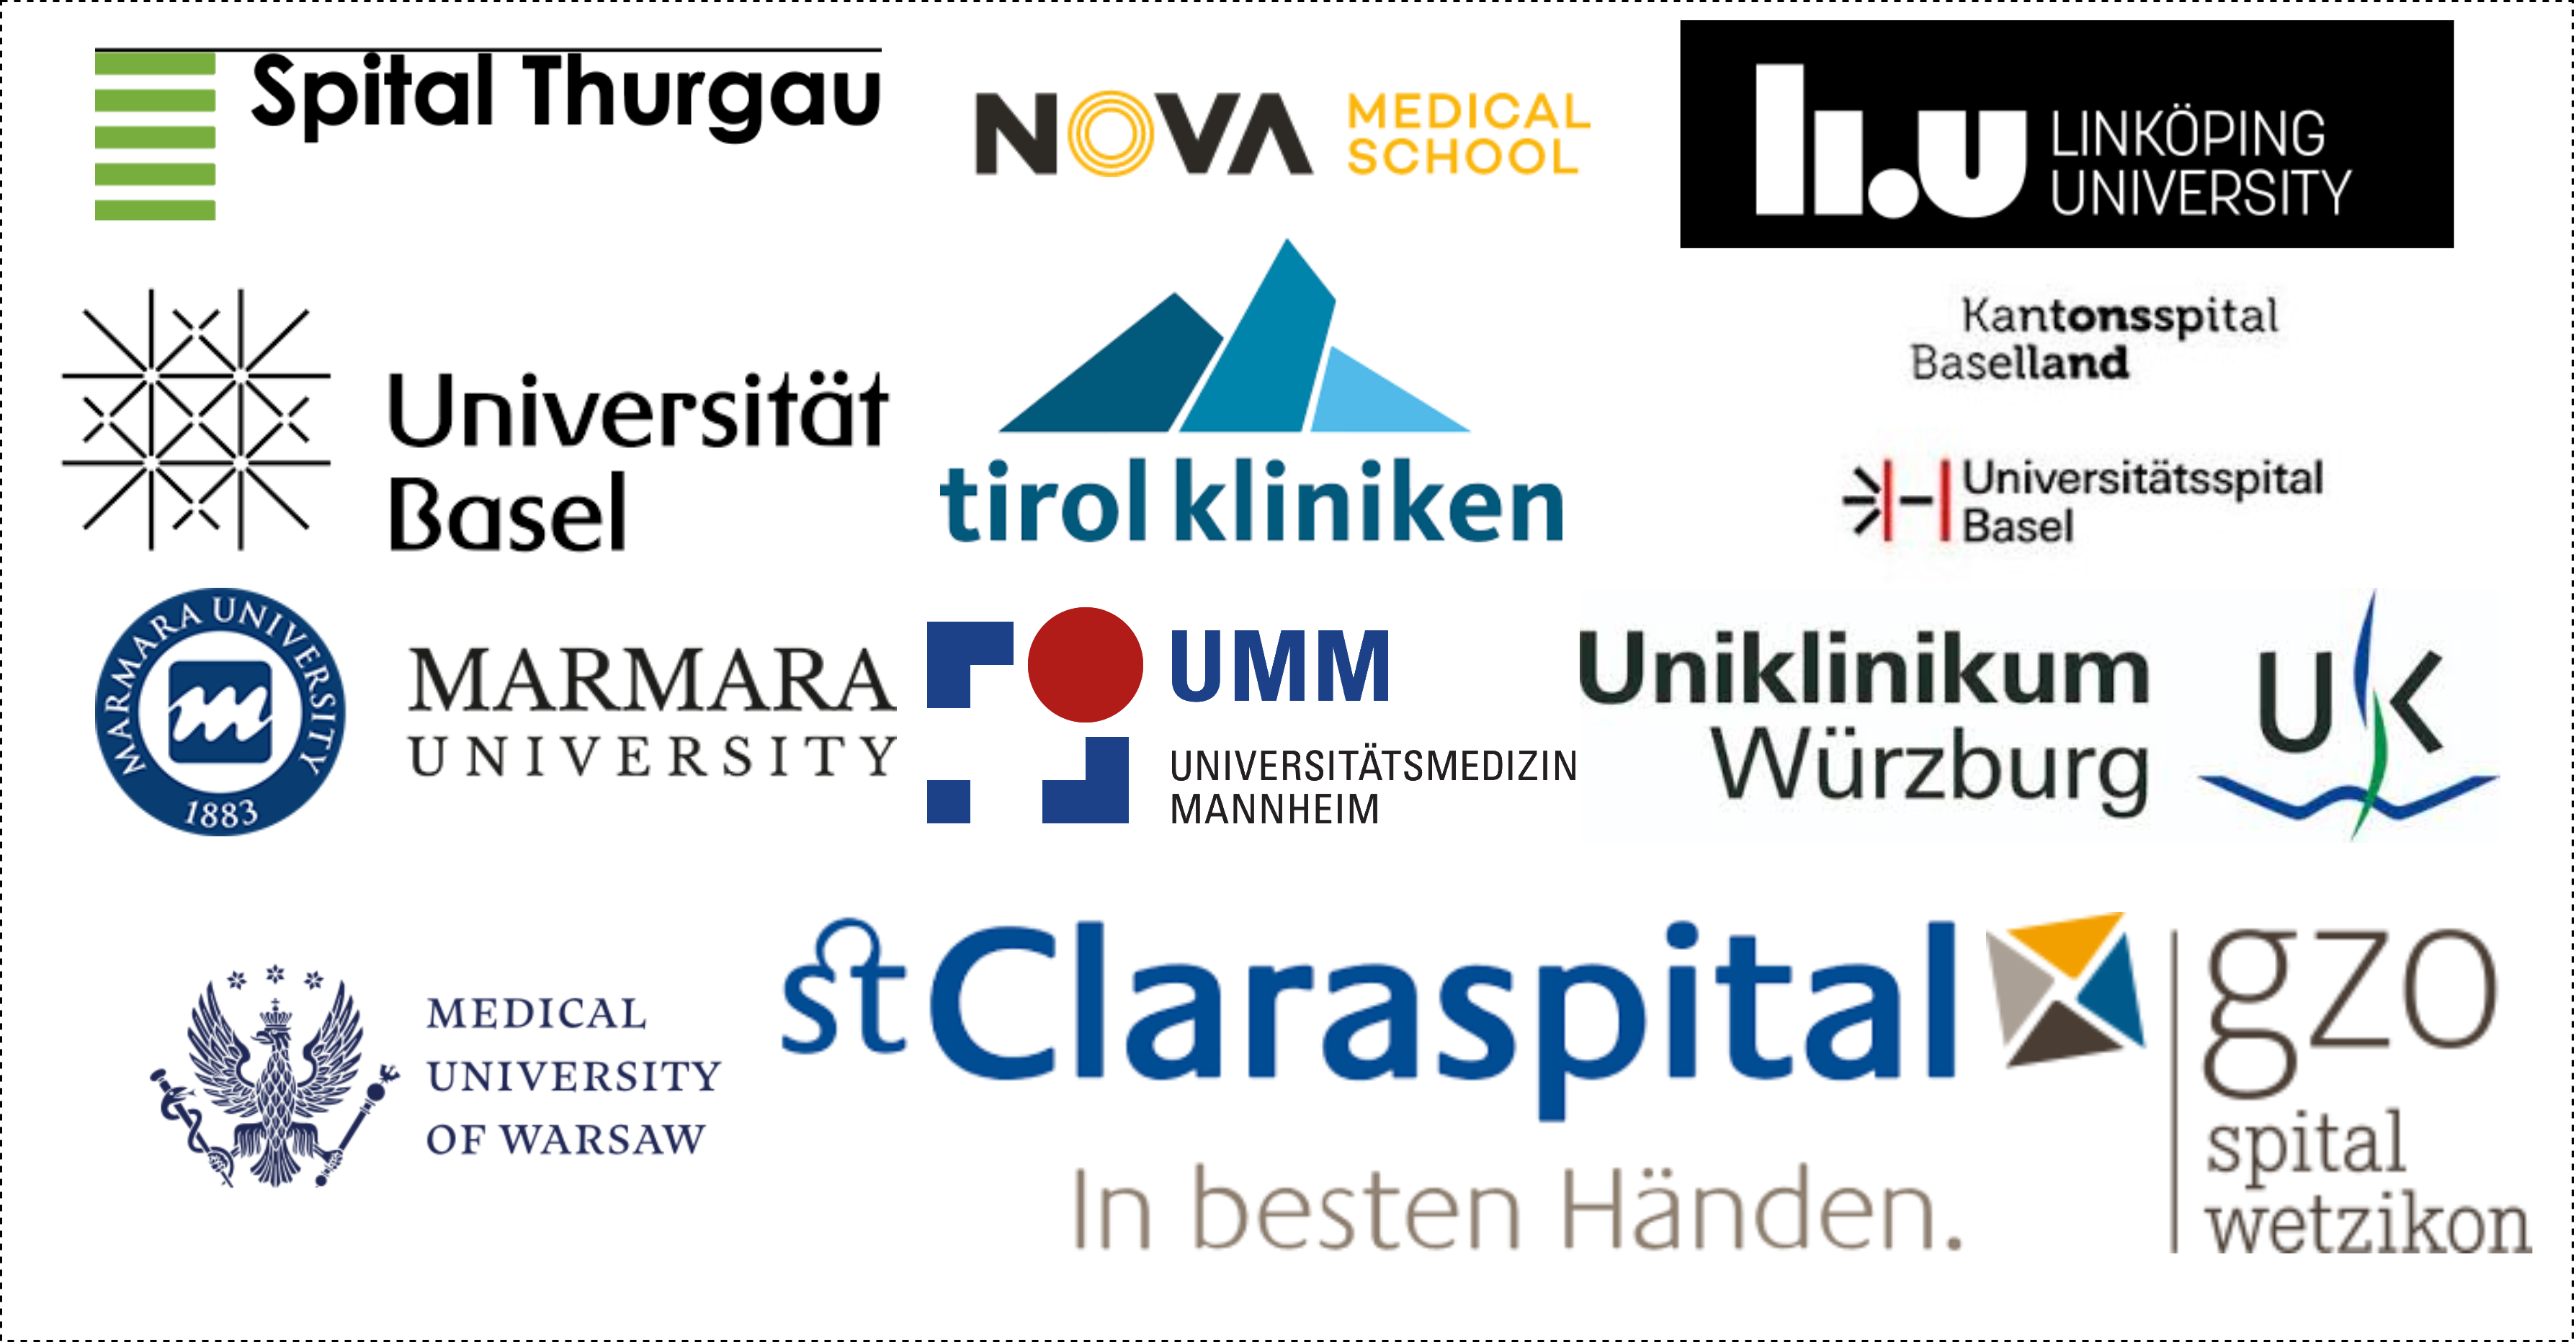 Spital Thurgau
NOVA
MEDICAL
SCHOOL
li.u
LINKÖPING
UNIVERSITY
Universität
Basel
tirol kliniken
Kantonsspital
Baselland
Universitätsspital
Basel
MARMARA UNIVERSITY
m
1883
MARMARA
UNIVERSITY
UMM
UNIVERSITÄTSMEDIZIN
MANNHEIM
Uniklinikum
Würzburg
UK
MEDICAL
UNIVERSITY
OF WARSAW
st Claraspital
In besten Händen.
gzo
spital
wetzikon